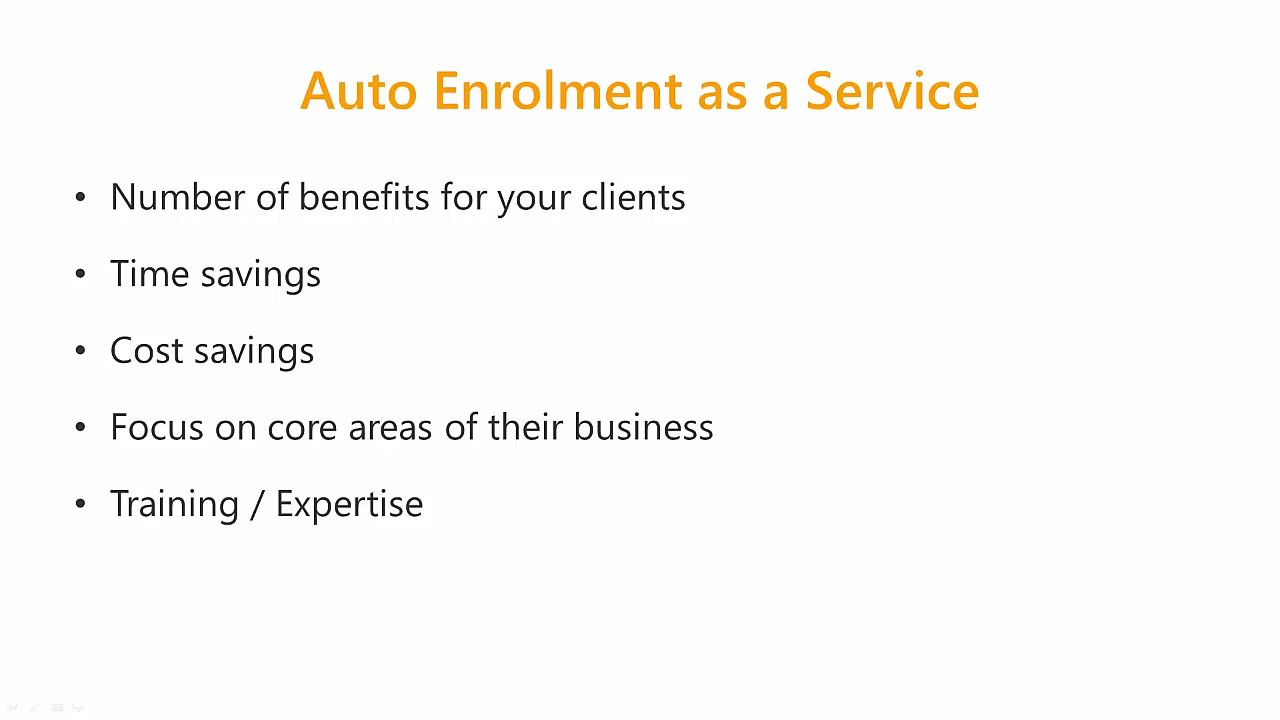 Auto Enrolment as a Service
• Number of benefits for your clients
• Time savings
• Cost savings
• Focus on core areas of their business
• Training / Expertise